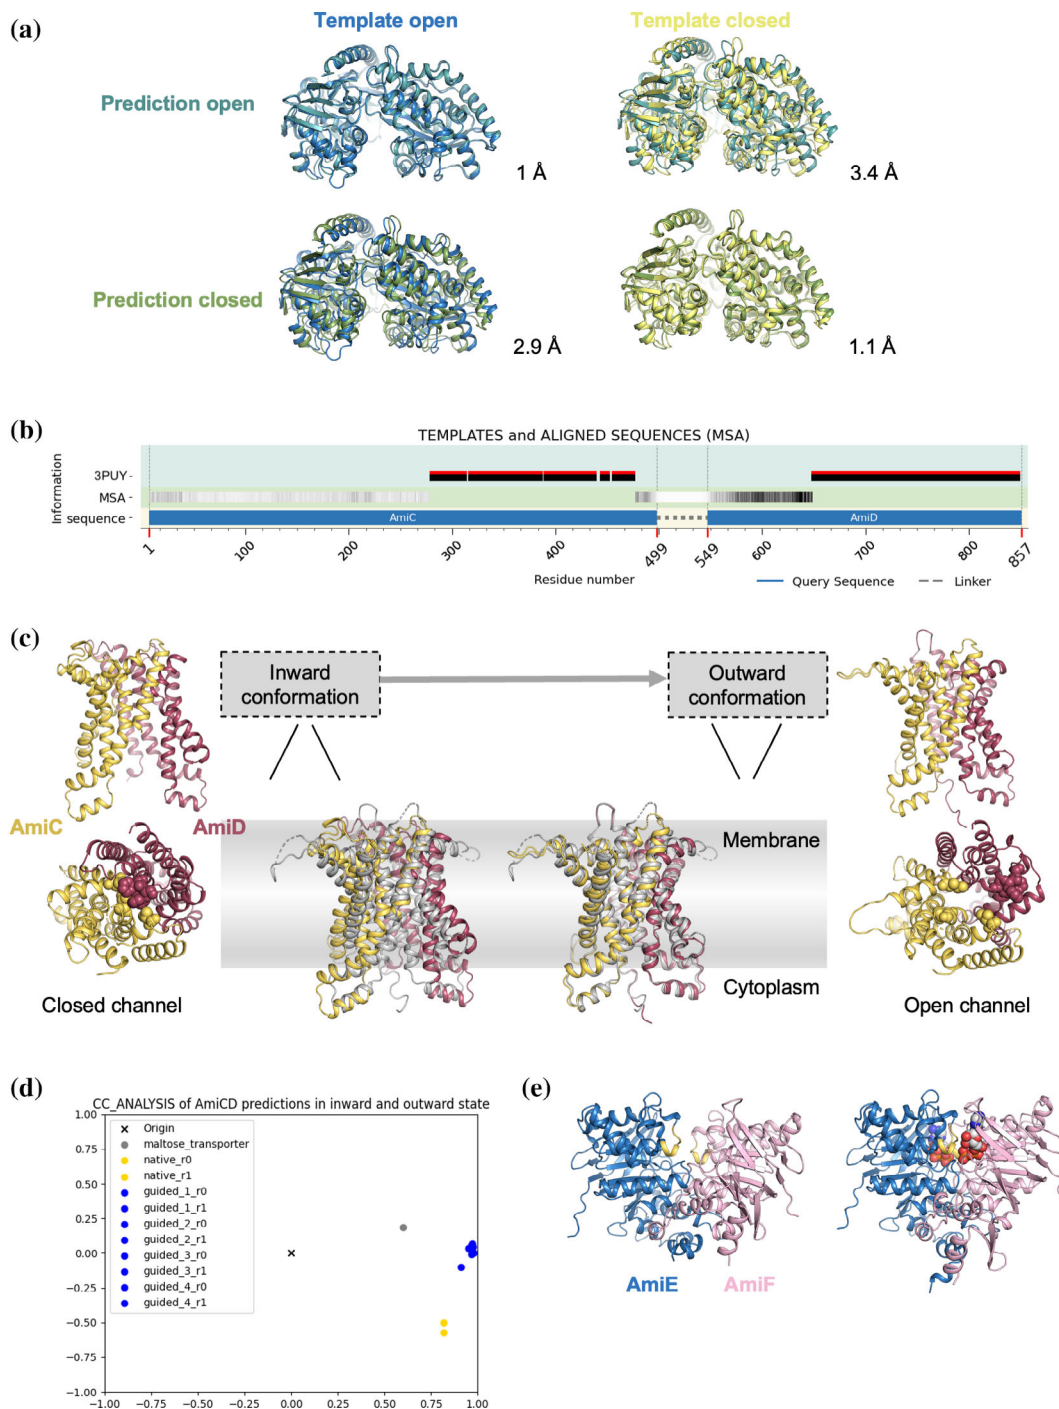 (a)
Template open
Template closed
Prediction open
1 Å
3.4 Å
Prediction closed
2.9 Å
1.1 Å
(b)
TEMPLATES and ALIGNED SEQUENCES (MSA)
Information
3PUY
MSA
sequence
AmiC
AmiD
1
100
200
300
400
499
549
600
700
800
857
Residue number
Query Sequence
Linker
(c)
Inward
conformation
Outward
conformation
AmiC
AmiD
Membrane
Cytoplasm
Closed channel
Open channel
(d)
CC_ANALYSIS of AmiCD predictions in inward and outward state
1.00
0.75
0.50
0.25
0.00
−0.25
−0.50
−0.75
−1.00
Origin
maltose_transporter
native_r0
native_r1
guided_1_r0
guided_1_r1
guided_2_r0
guided_2_r1
guided_3_r0
guided_3_r1
guided_4_r0
guided_4_r1
−1.00 −0.75 −0.50 −0.25 0.00 0.25 0.50 0.75 1.00
(e)
AmiE
AmiF